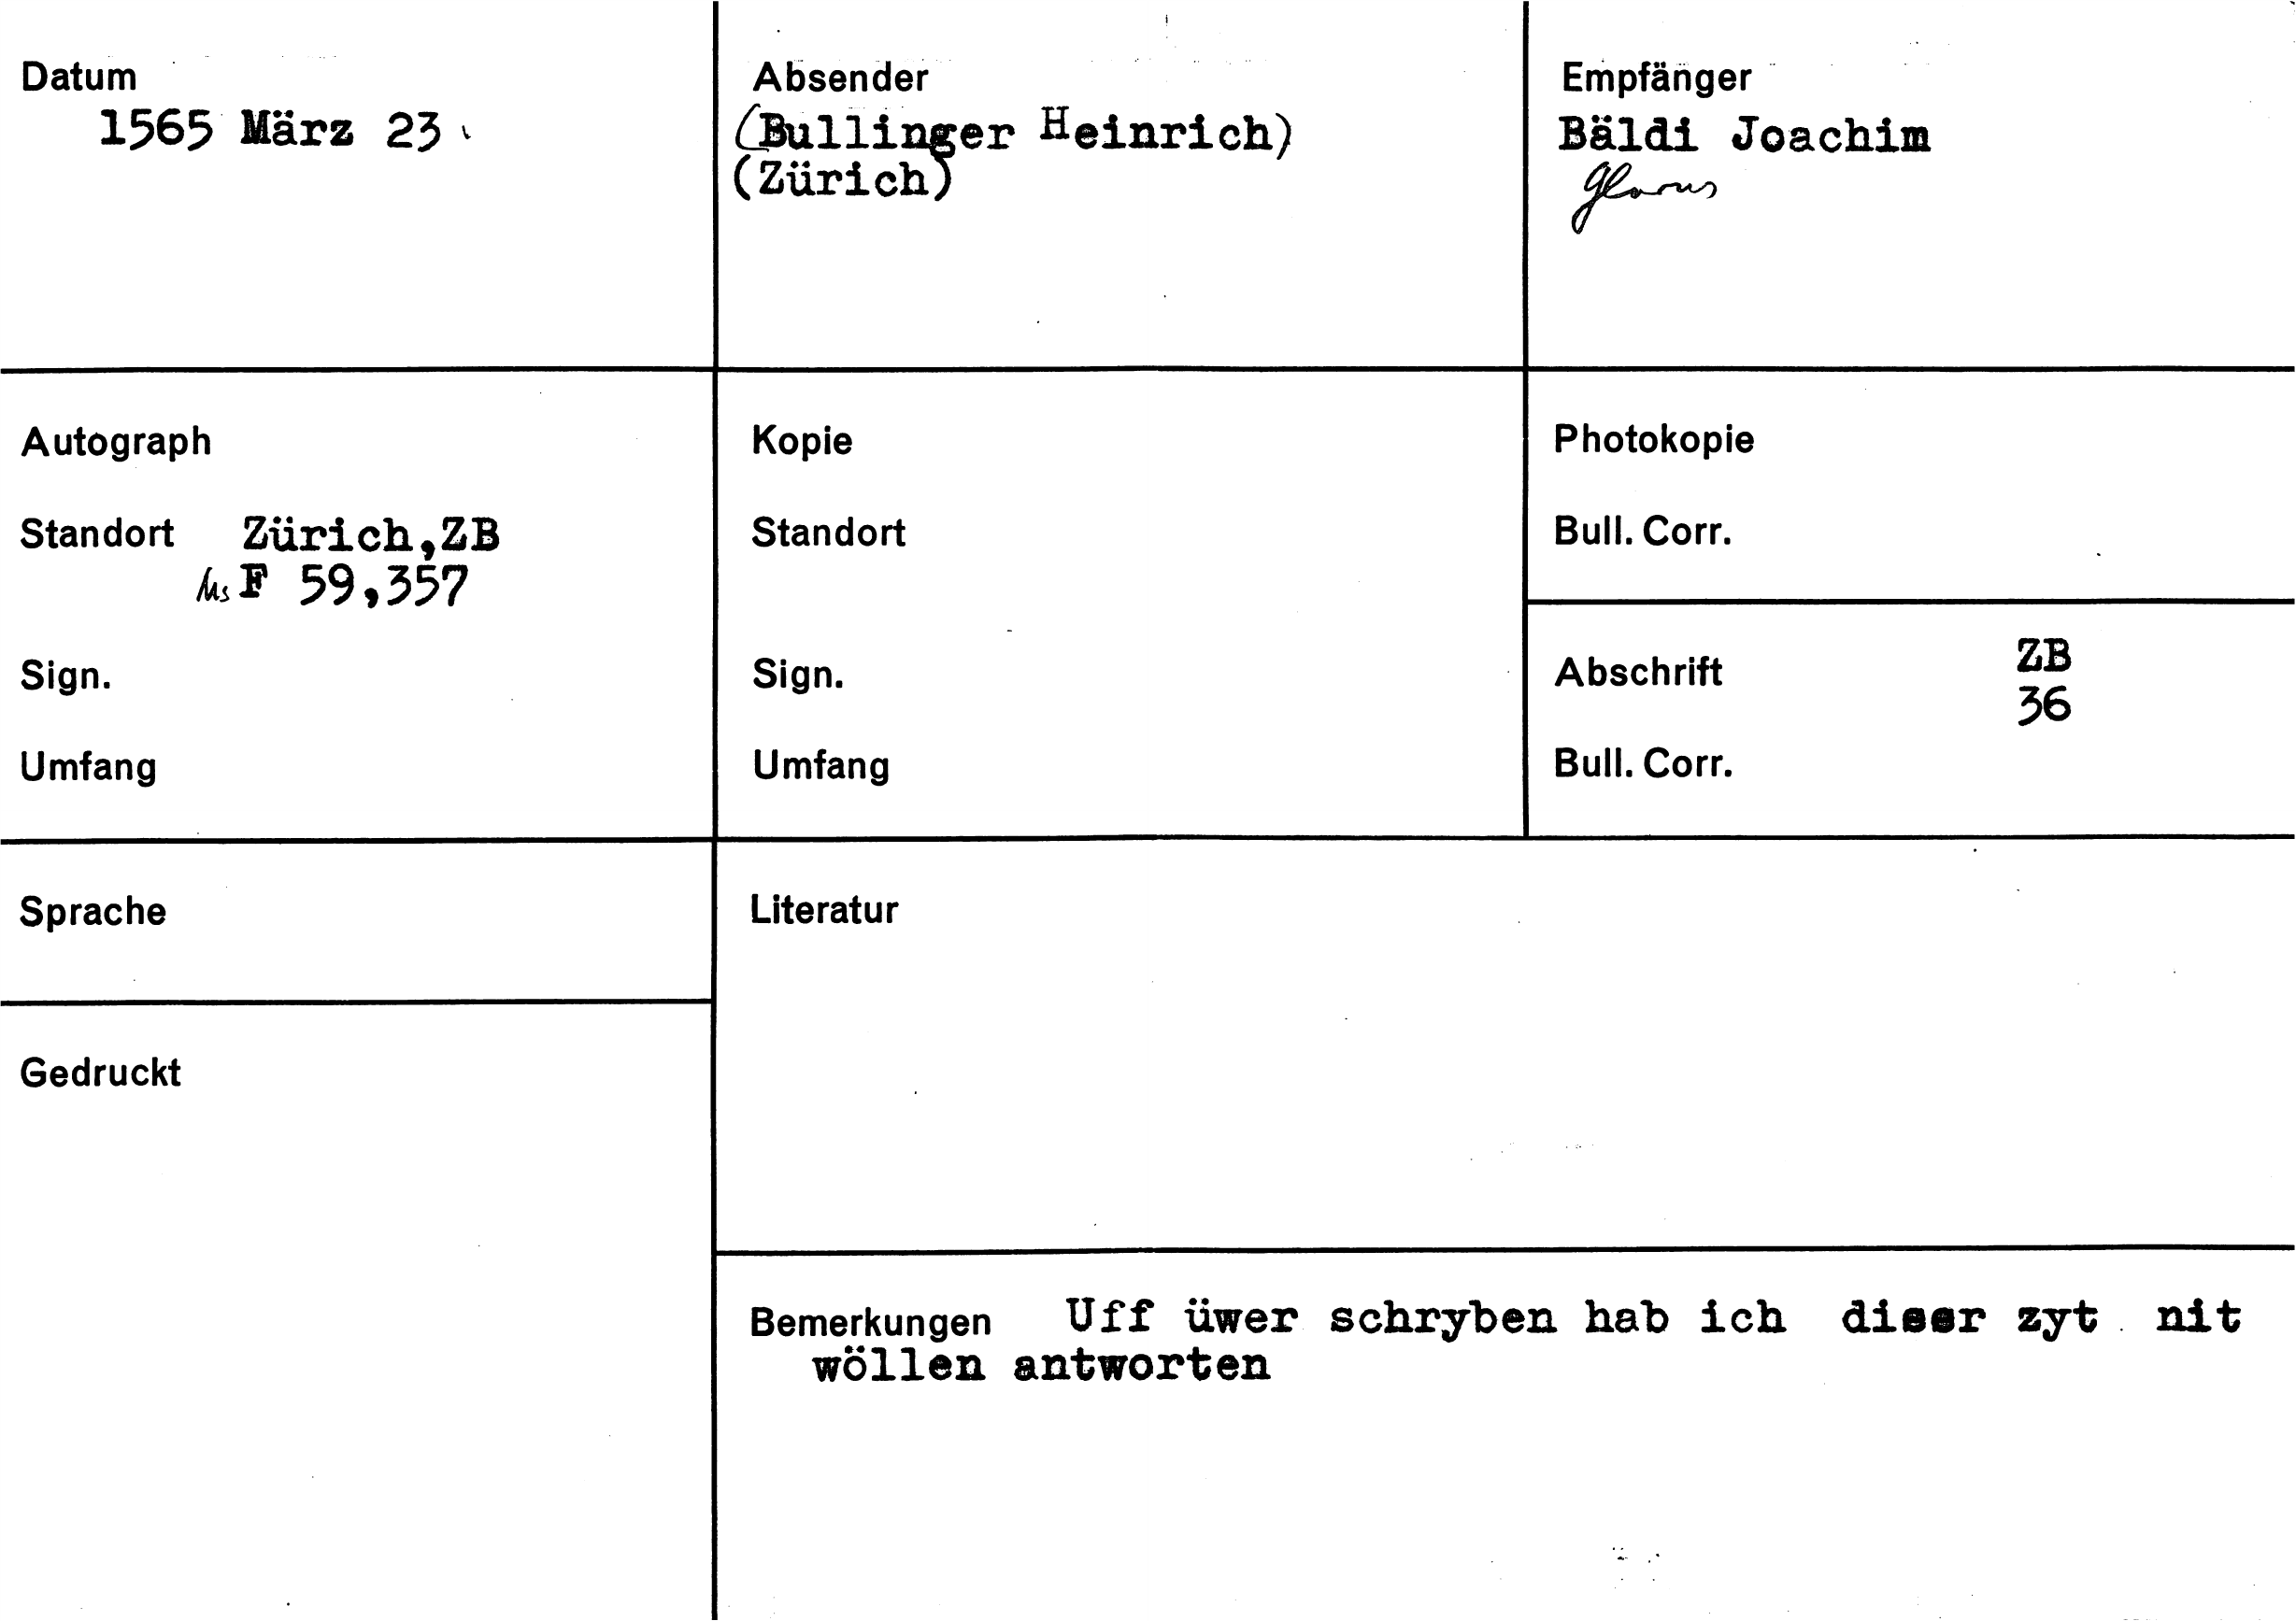 Datum
1565 März 23
Absender
(Bullinger Heinrich)
(Zürich)
Empfänger
Bäldi Joachim
Glarus
Autograph
Standort Zürich,ZB
Ms F 59,357
Sign.
Umfang
Kopie
Standort
Sign.
Umfang
Photokopie
Bull. Corr.
Abschrift ZB
36
Bull. Corr.
Sprache
Literatur
Gedruckt
Bemerkungen Uff üwer schryben hab ich diser zyt nit
wöllen antworten